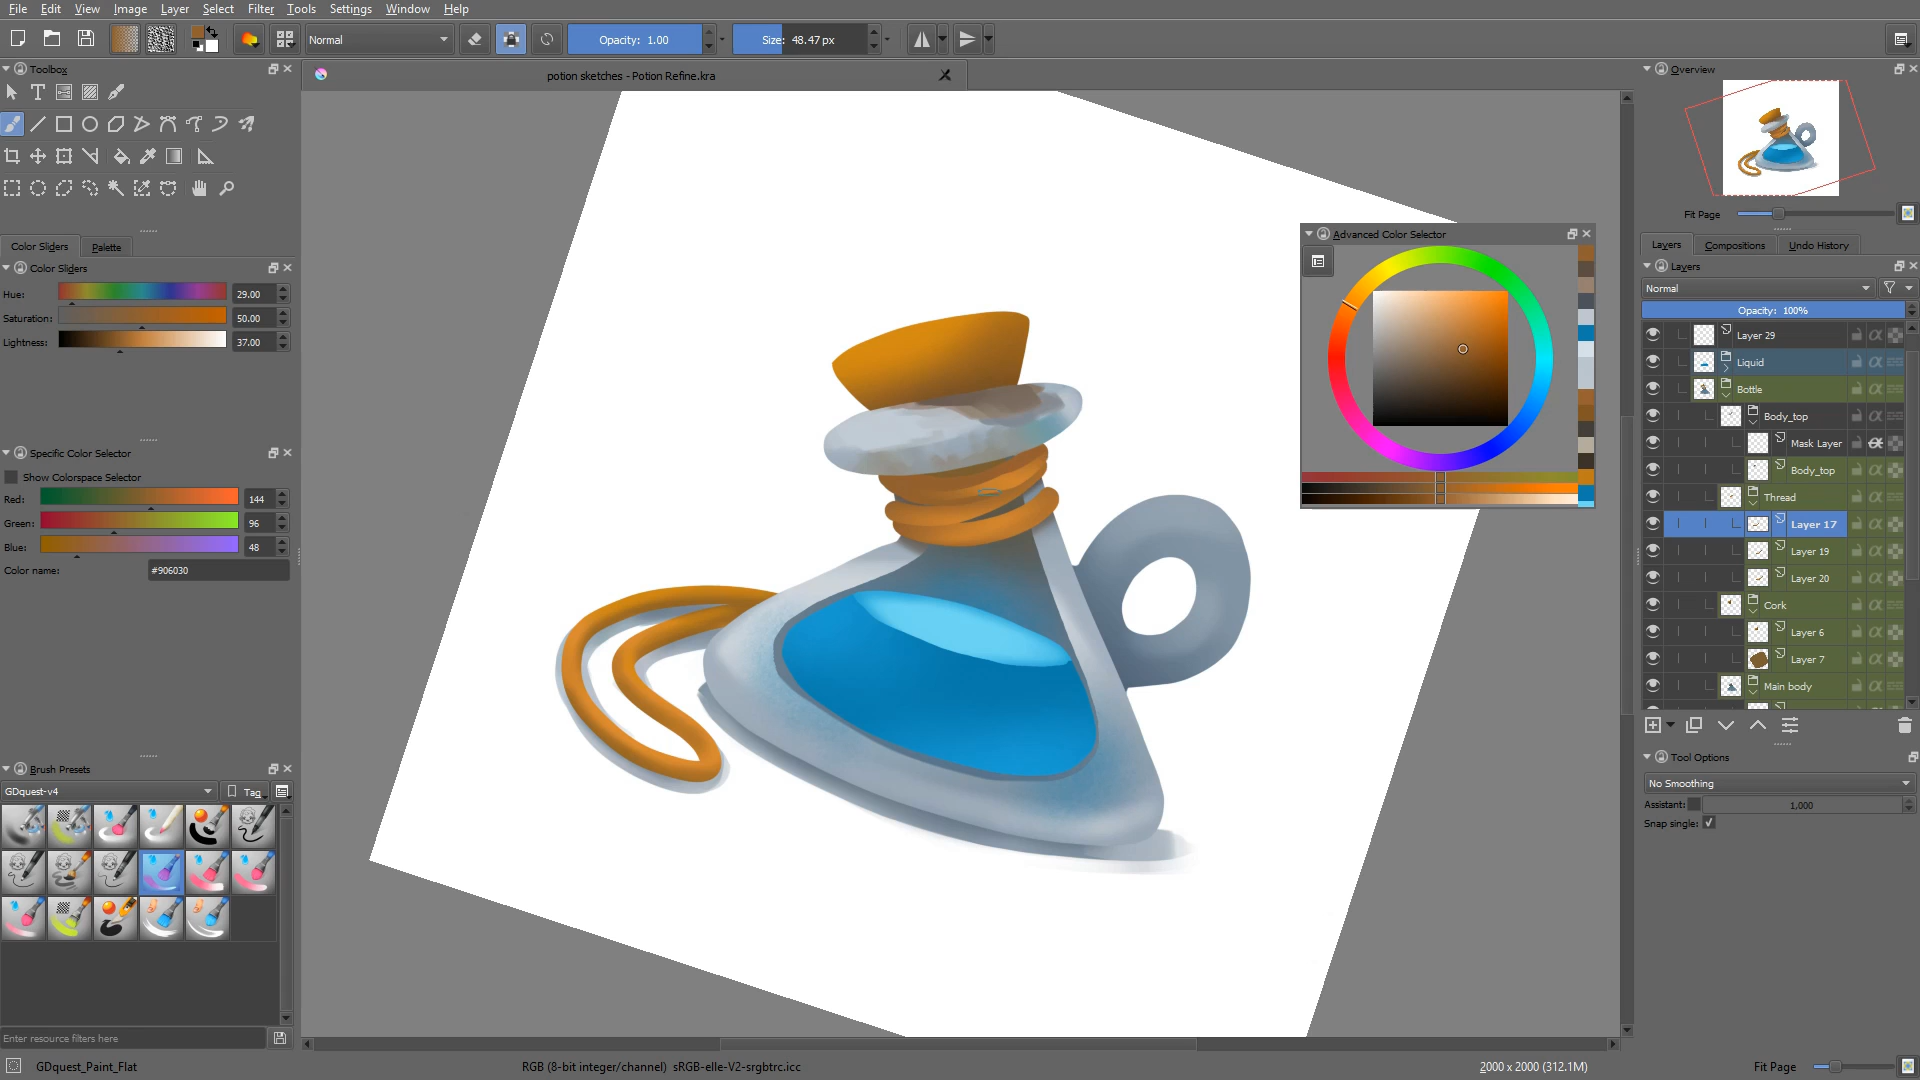 File Edit View Image Layer Select Filter Tools Settings Window Help
Normal
Opacity: 1.00
Size: 48.47 px
Toolbox
potion sketches - Potion Refine.kra
Overview
Fit Page
Color Sliders
Palette
Color Sliders
Hue: 29.00
Saturation: 50.00
Lightness: 37.00
Advanced Color Selector
Layers
Compositions
Undo History
Layers
Normal
Opacity: 100%
Layer 29
Liquid
Bottle
Body_top
Mask Layer
Body_top
Thread
Layer 17
Layer 19
Layer 20
Cork
Layer 6
Layer 7
Main body
Specific Color Selector
Show Colorspace Selector
Red: 144
Green: 96
Blue: 48
Color name: #906030
Brush Presets
GDquest-v4
Tag
Tool Options
No Smoothing
Assistant: 1,000
Snap single:
Enter resource filters here
GDquest_Paint_Flat
RGB (8-bit integer/channel) sRGB-elle-V2-srgbtrc.icc
2000 x 2000 (312.1M)
Fit Page